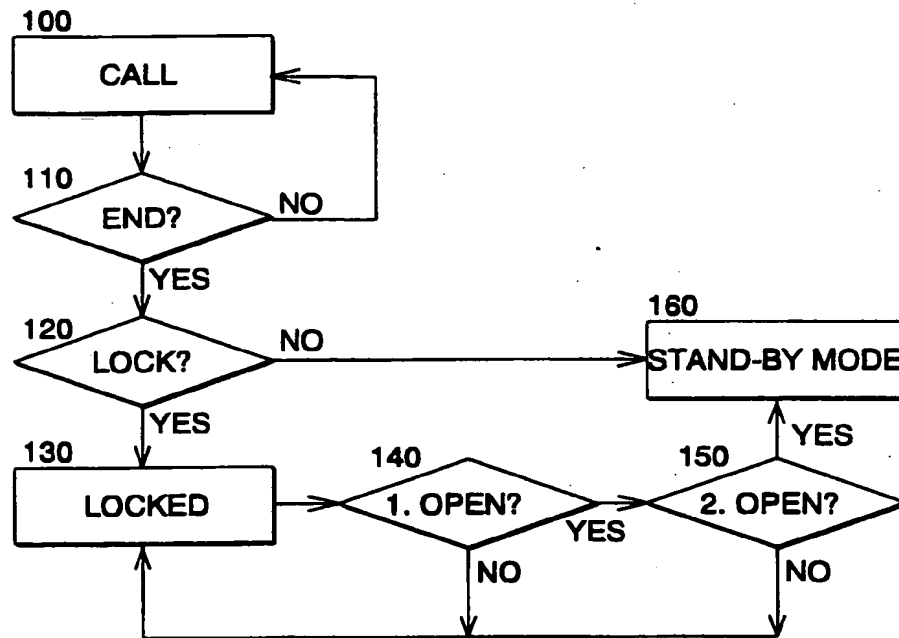 100
CALL
110
END?
NO
YES
120
LOCK?
NO
160
STAND-BY MODE
YES
YES
130
LOCKED
140
1. OPEN?
YES
150
2. OPEN?
NO
NO